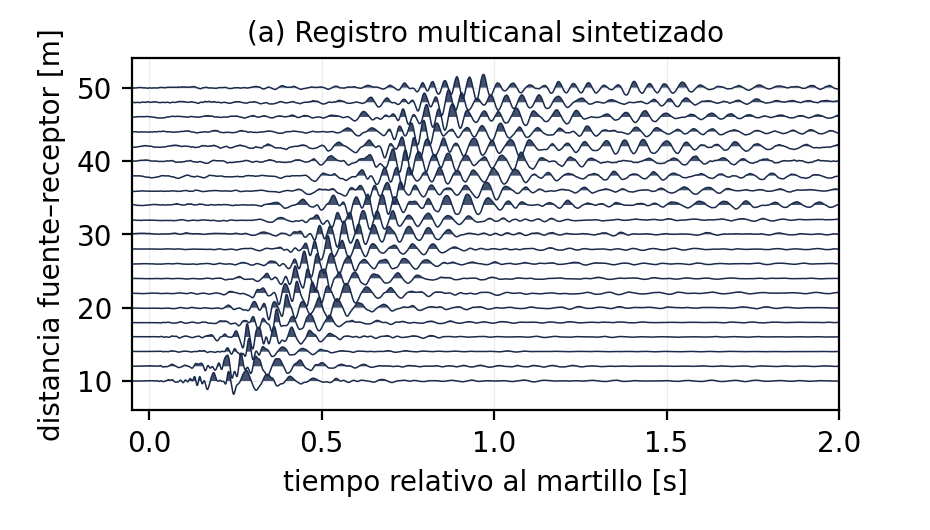 (a) Registro multicanal sintetizado
distancia fuente–receptor [m]
50
40
30
20
10
0.0 0.5 1.0 1.5 2.0
tiempo relativo al martillo [s]